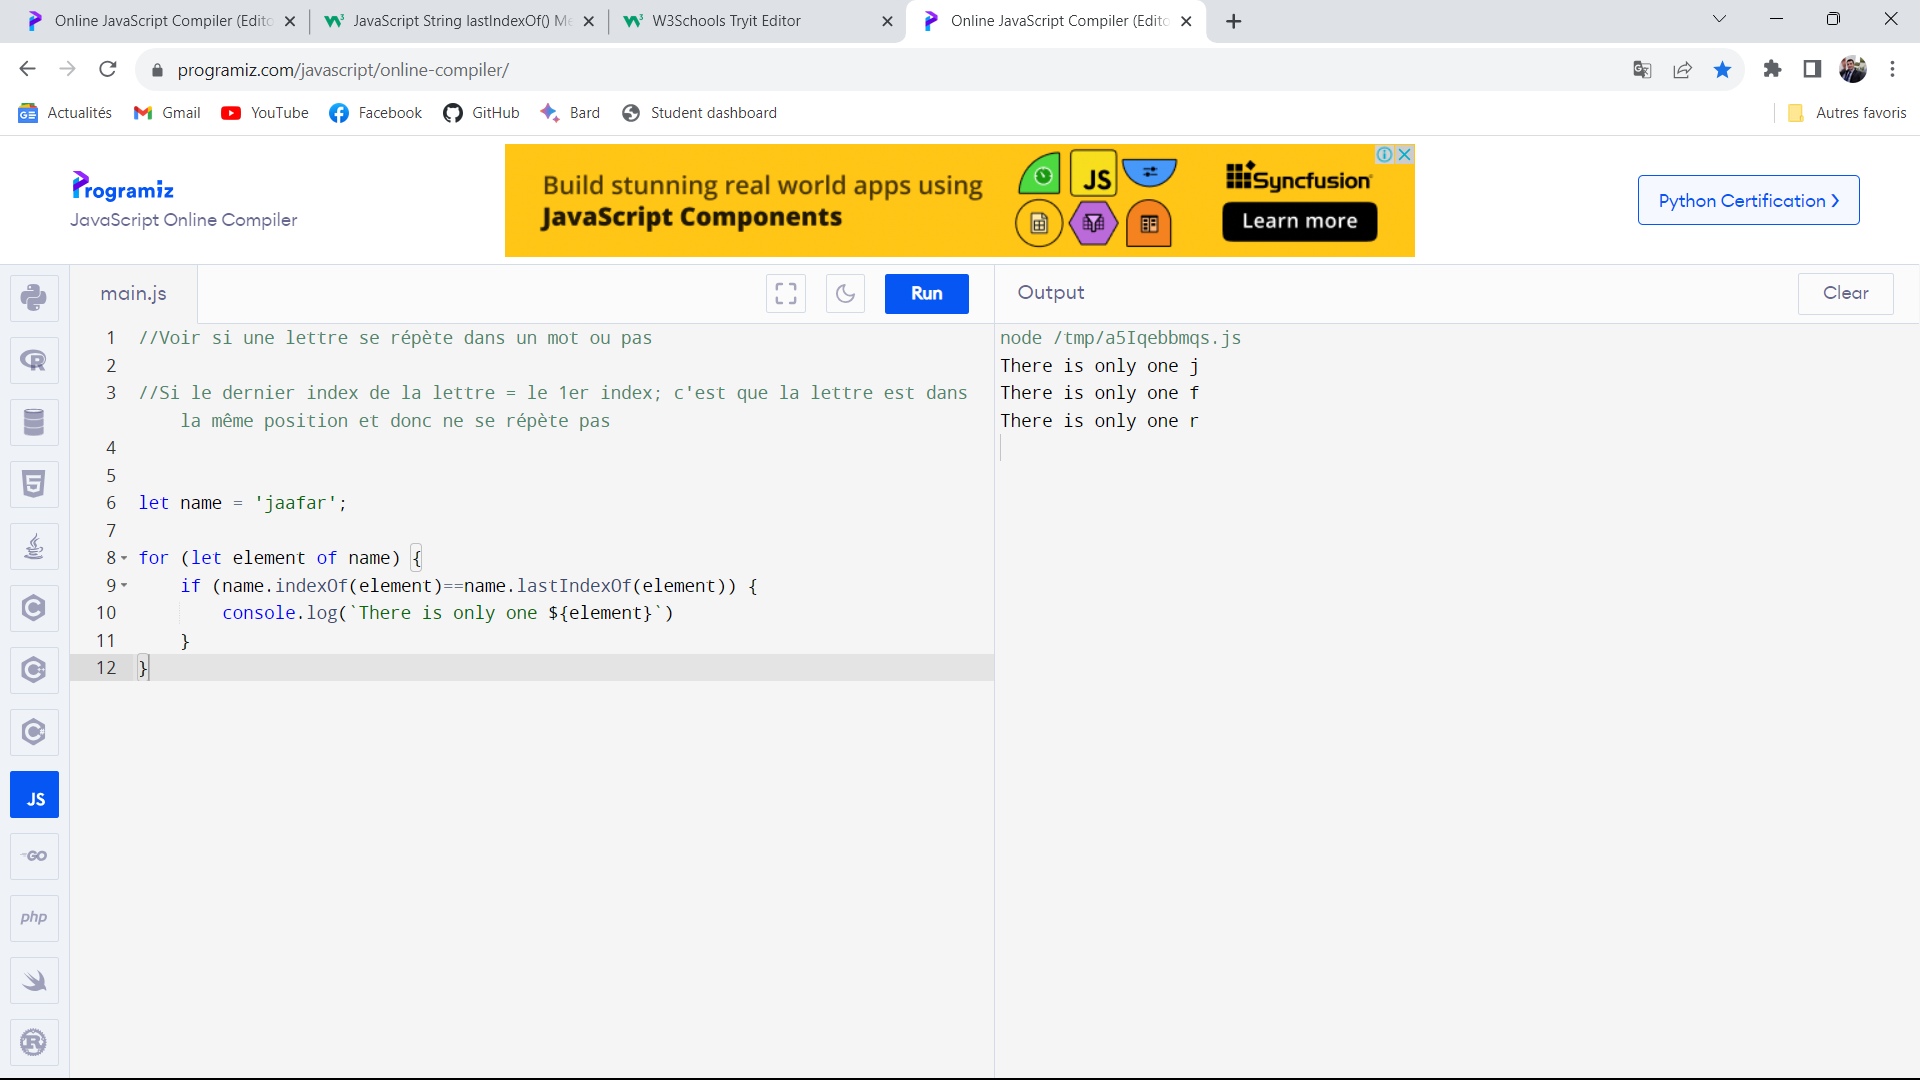 Online JavaScript Compiler (Edito
JavaScript String lastIndexOf() Me
W3Schools Tryit Editor
Online JavaScript Compiler (Edito
programiz.com/javascript/online-compiler/
Actualités
Gmail
YouTube
Facebook
GitHub
Bard
Student dashboard
Autres favoris
Programiz
JavaScript Online Compiler
Build stunning real world apps using
JavaScript Components
JS
Syncfusion
Learn more
Python Certification
main.js
Run
Output
Clear
1 //Voir si une lettre se répète dans un mot ou pas
2
3 //Si le dernier index de la lettre = le 1er index; c'est que la lettre est dans
la même position et donc ne se répète pas
4
5
6 let name = 'jaafar';
7
8 for (let element of name) {
9 if (name.indexOf(element)==name.lastIndexOf(element)) {
10 console.log(`There is only one ${element}`)
11 }
12 }
node /tmp/a5Iqebbmqs.js
There is only one j
There is only one f
There is only one r
JS
GO
php